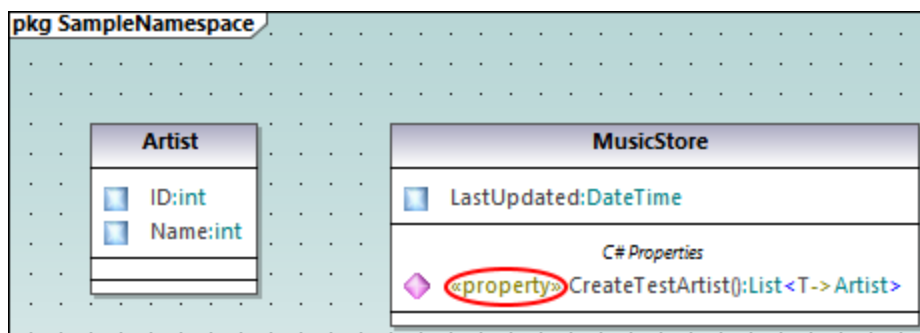 pkg SampleNamespace
Artist
ID:int
Name:int
MusicStore
LastUpdated:DateTime
C# Properties
«property»CreateTestArtist():List<T->Artist>